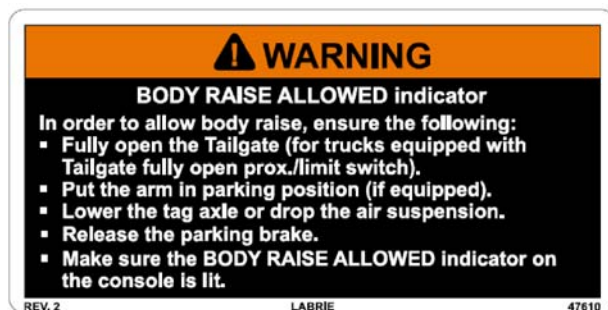 WARNING
BODY RAISE ALLOWED indicator
In order to allow body raise, ensure the following:
▪ Fully open the Tailgate (for trucks equipped with
Tailgate fully open prox./limit switch).
▪ Put the arm in parking position (if equipped).
▪ Lower the tag axle or drop the air suspension.
▪ Release the parking brake.
▪ Make sure the BODY RAISE ALLOWED indicator on
the console is lit.
REV. 2 LABRIE 47610